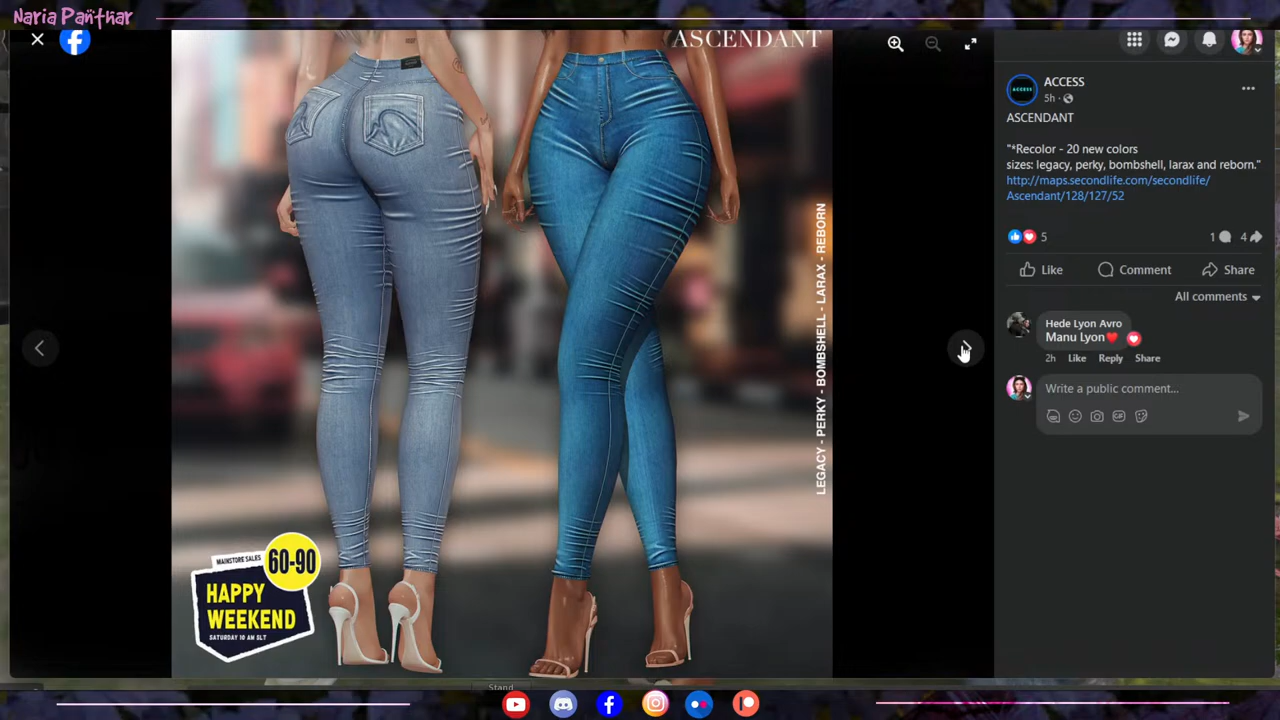 Naria Panthar
ASCENDANT
LEGACY - PERKY - BOMBSHELL - LARAX - REBORN
MAINSTORE SALES
60-90
HAPPY
WEEKEND
SATURDAY 10 AM SLT
ACCESS
ACCESS
5h ·
ASCENDANT
"*Recolor - 20 new colors
sizes: legacy, perky, bombshell, larax and reborn."
http://maps.secondlife.com/secondlife/
Ascendant/128/127/52
5
1
4
Like
Comment
Share
All comments
Hede Lyon Avro
Manu Lyon❤️
2h Like Reply Share
Write a public comment...
GIF
Stand